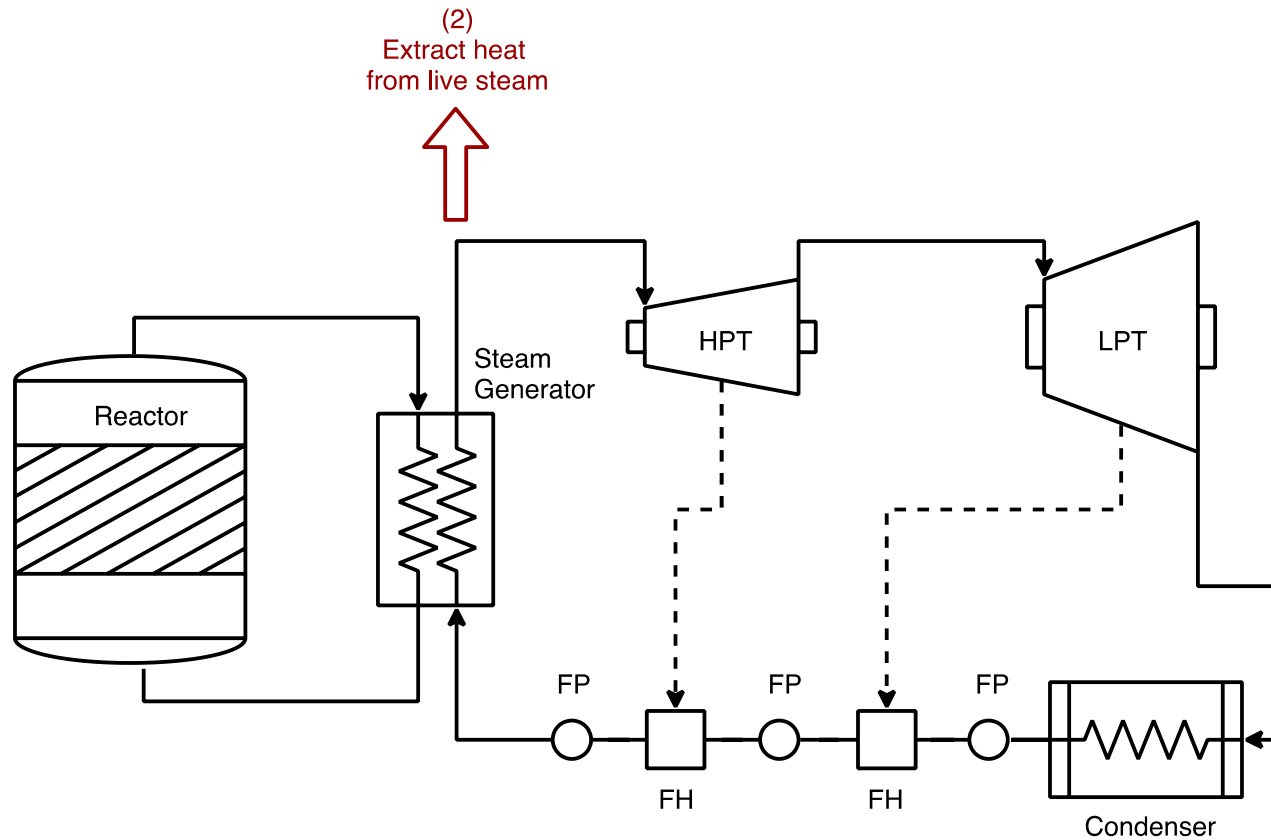 (2)
Extract heat
from live steam
HPT
LPT
Steam
Generator
Reactor
FP
FP
FP
FH
FH
Condenser